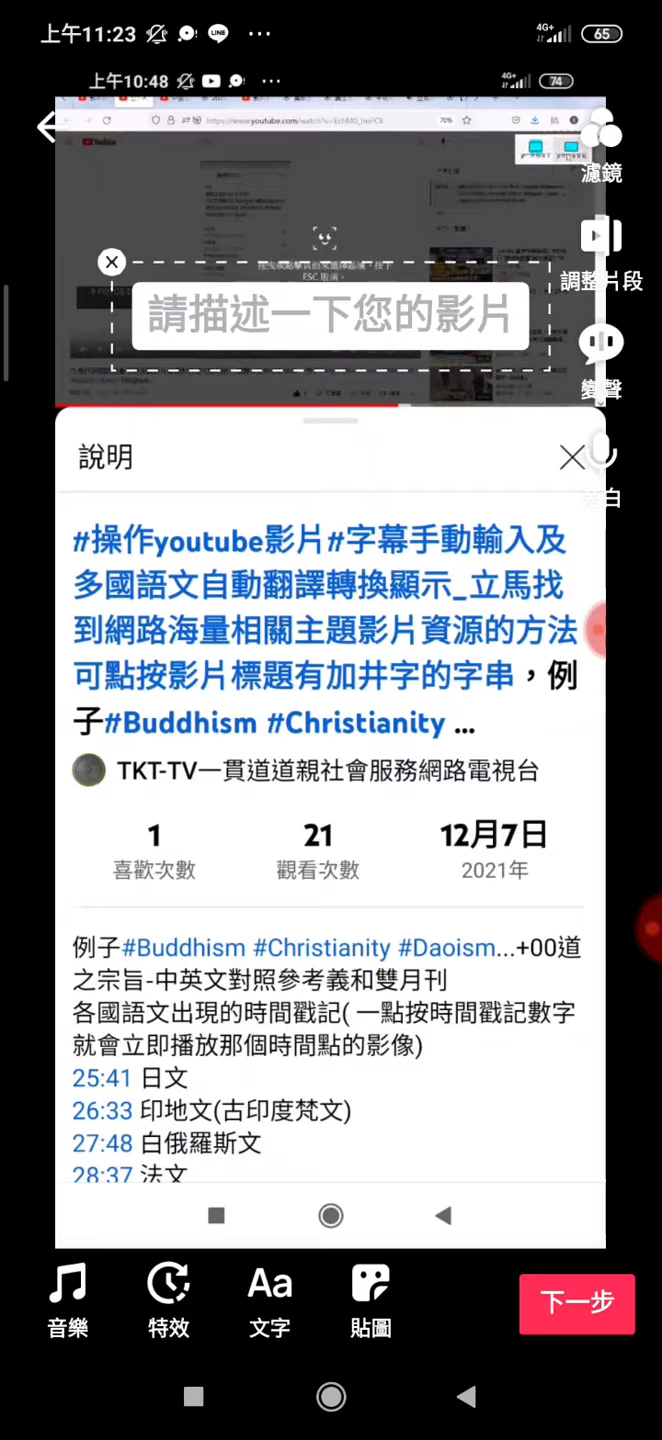 上午11:23
4G+
65
上午10:48
4G+
74
https://www.youtube.com/watch?v=
70%
濾鏡
調整片段
ESC 取消。
請描述一下您的影片
變聲
說明
旁白
#操作youtube影片#字幕手動輸入及
多國語文自動翻譯轉換顯示_立馬找
到網路海量相關主題影片資源的方法
可點按影片標題有加井字的字串，例
子#Buddhism #Christianity ...
TKT-TV一貫道道親社會服務網路電視台
1
21
12月7日
喜歡次數
觀看次數
2021年
例子#Buddhism #Christianity #Daoism...+00道
之宗旨-中英文對照參考義和雙月刊
各國語文出現的時間戳記( 一點按時間戳記數字
就會立即播放那個時間點的影像)
25:41 日文
26:33 印地文(古印度梵文)
27:48 白俄羅斯文
28:37 法文
音樂
特效
Aa
文字
貼圖
下一步